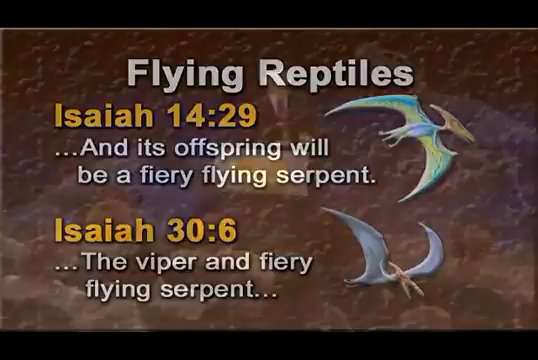 Flying Reptiles
Isaiah 14:29
...And its offspring will
be a fiery flying serpent.
Isaiah 30:6
...The viper and fiery
flying serpent...